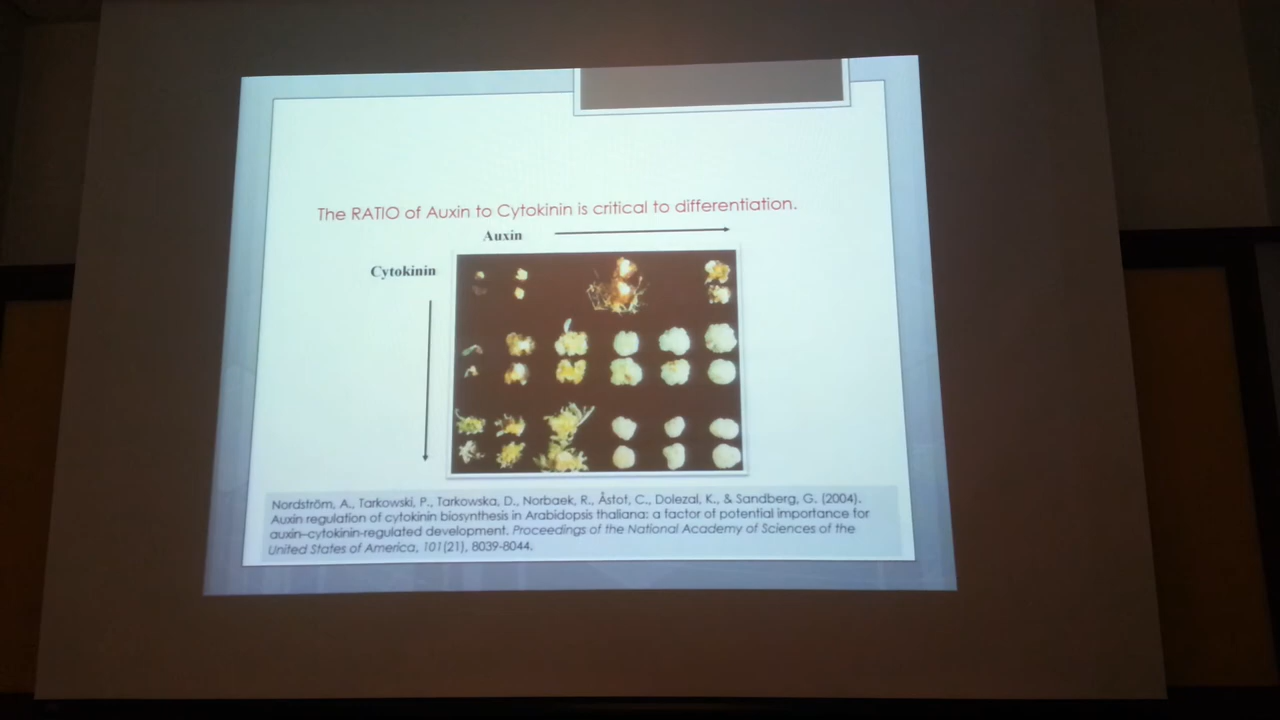 The RATIO of Auxin to Cytokinin is critical to differentiation.
Auxin
Cytokinin
Nordström, A., Tarkowski, P., Tarkowska, D., Norbaek, R., Åstot, C., Dolezal, K., & Sandberg, G. (2004).
Auxin regulation of cytokinin biosynthesis in Arabidopsis thaliana: a factor of potential importance for
auxin–cytokinin-regulated development. Proceedings of the National Academy of Sciences of the
United States of America, 101(21), 8039-8044.